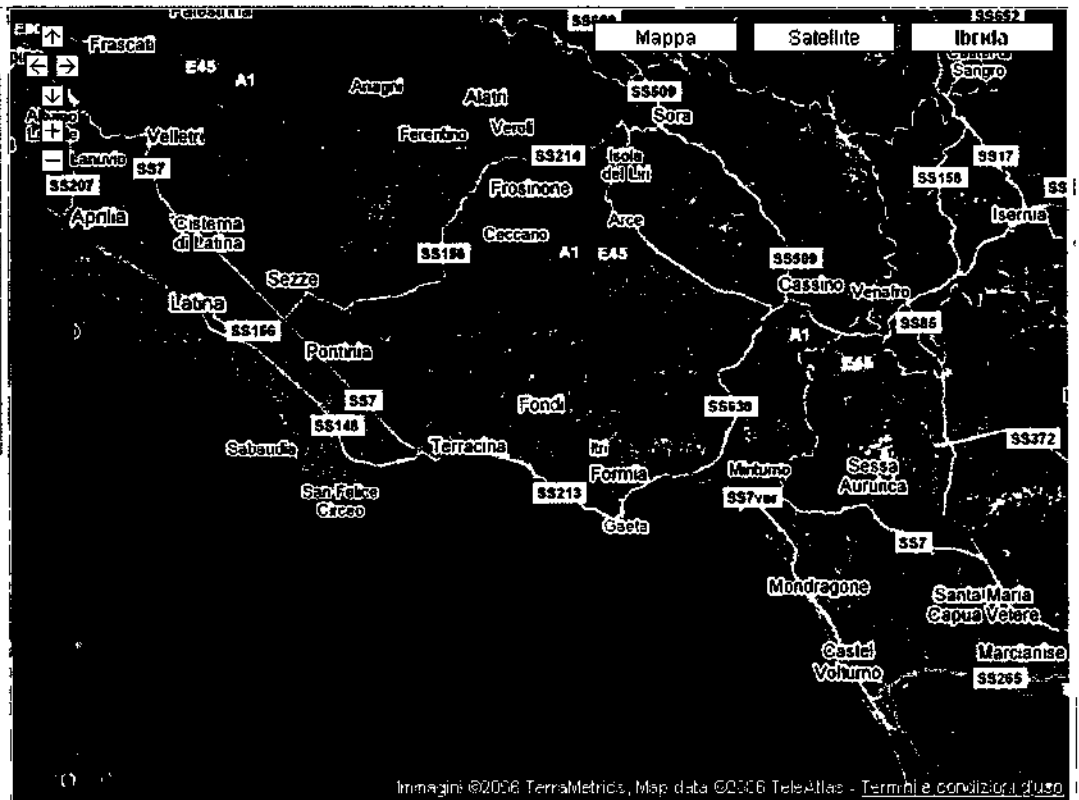 Frascati
E45
A1
Anagni
Alatri
SS609
Sora
Mappa
Satellite
Ibrida
SS652
Sangro
Velletri
Ferentino
Veroli
Lanuvio
SS7
SS214
Isola
del Liri
SS17
SS158
SS207
Frosinone
Aprilia
Cisterna
di Latina
Arce
Isernia
Ceccano
A1
E45
Sezze
Cassino
Venafro
Latina
SS156
SS85
A1
E45
Pontinia
SS7
Fondi
SS630
SS148
Sabaudia
Terracina
Itri
Formia
Minturno
Sessa
Aurunca
SS372
San Felice
Circeo
SS213
SS7var
Gaeta
SS7
Mondragone
Santa Maria
Capua Vetere
Castel
Volturno
Marcianise
SS265
Immagini ©2006 TerraMetrics, Map data ©2006 TeleAtlas - Termini e condizioni d'uso